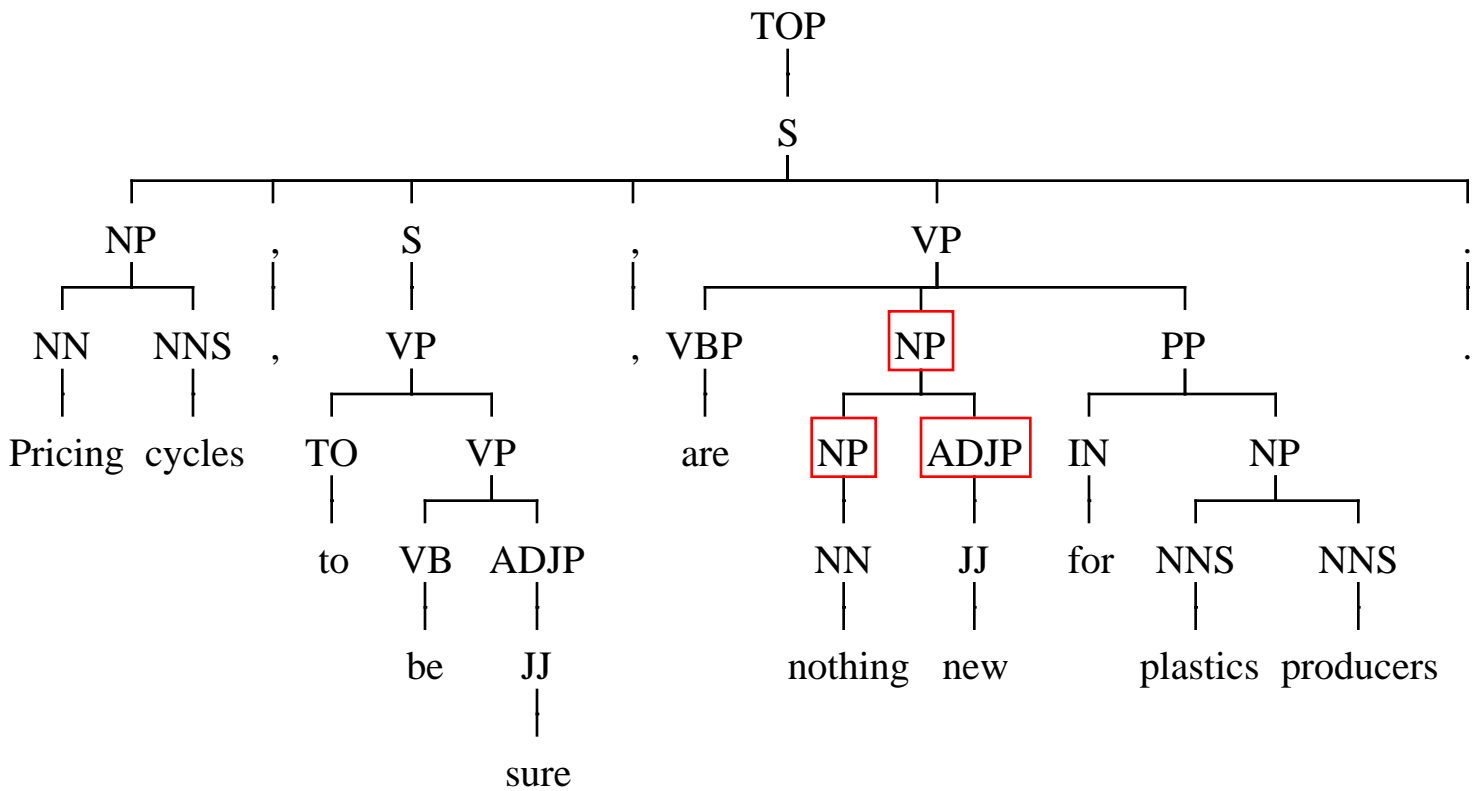 TOP
S
NP , S , VP .
NN NNS , VP , VBP NP PP .
Pricing cycles TO VP are NP ADJP IN NP
to VB ADJP NN JJ for NNS NNS
be JJ nothing new plastics producers
sure